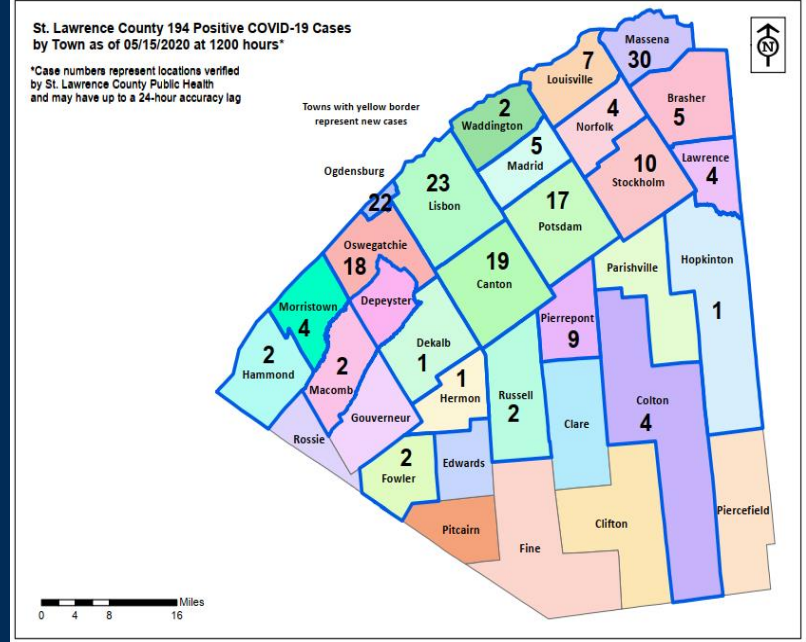 St. Lawrence County 194 Positive COVID-19 Cases
by Town as of 05/15/2020 at 1200 hours*
*Case numbers represent locations verified
by St. Lawrence County Public Health
and may have up to a 24-hour accuracy lag
Towns with yellow border
represent new cases
N
Massena
30
7
Louisville
2
Waddington
4
Norfolk
Brasher
5
5
Madrid
10
Stockholm
Lawrence
4
Ogdensburg
22
23
Lisbon
17
Potsdam
Oswegatchie
18
19
Canton
Parishville
Hopkinton
1
Morristown
4
Depeyster
Dekalb
1
Pierrepont
9
2
Hammond
2
Macomb
1
Hermon
Russell
2
Colton
4
Gouverneur
Clare
Rossie
2
Fowler
Edwards
Pitcairn
Fine
Clifton
Piercefield
Miles
0 4 8 16